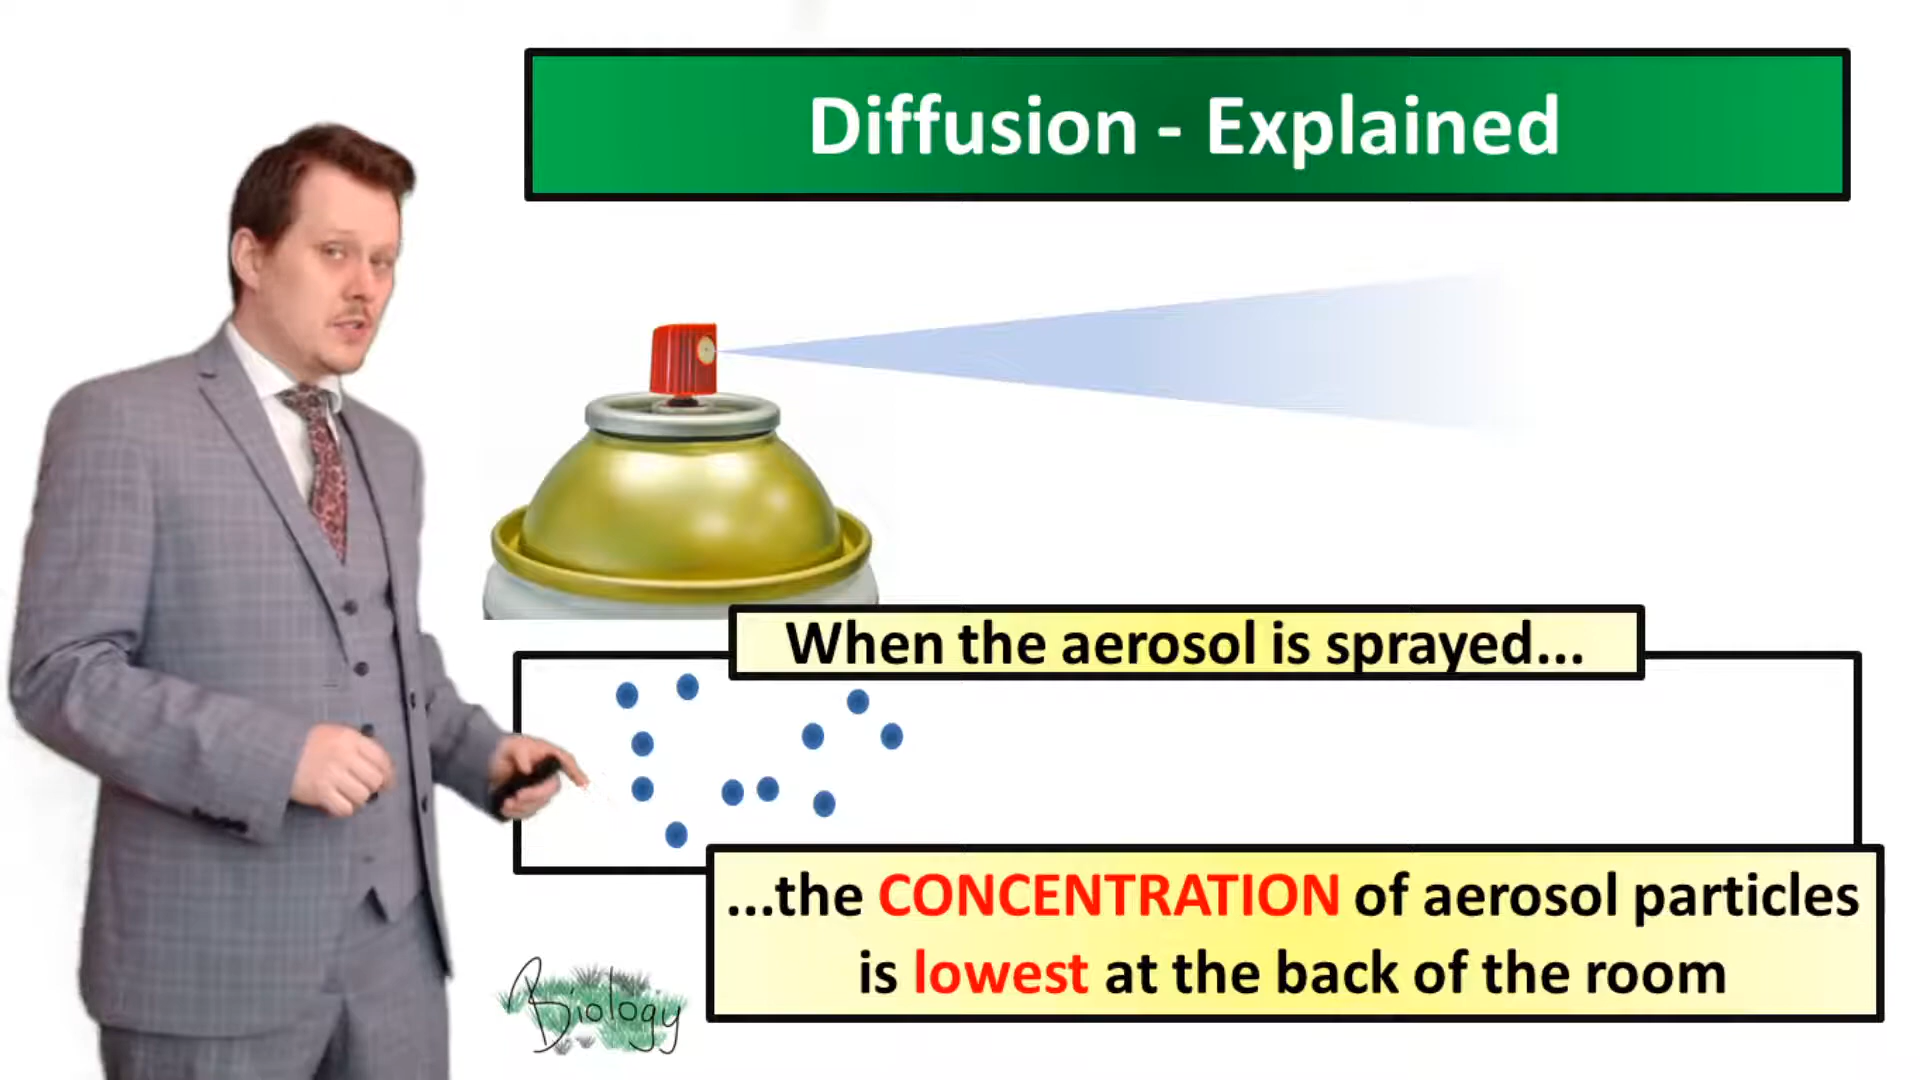 Diffusion - Explained
When the aerosol is sprayed...
...the CONCENTRATION of aerosol particles
is lowest at the back of the room
Biology